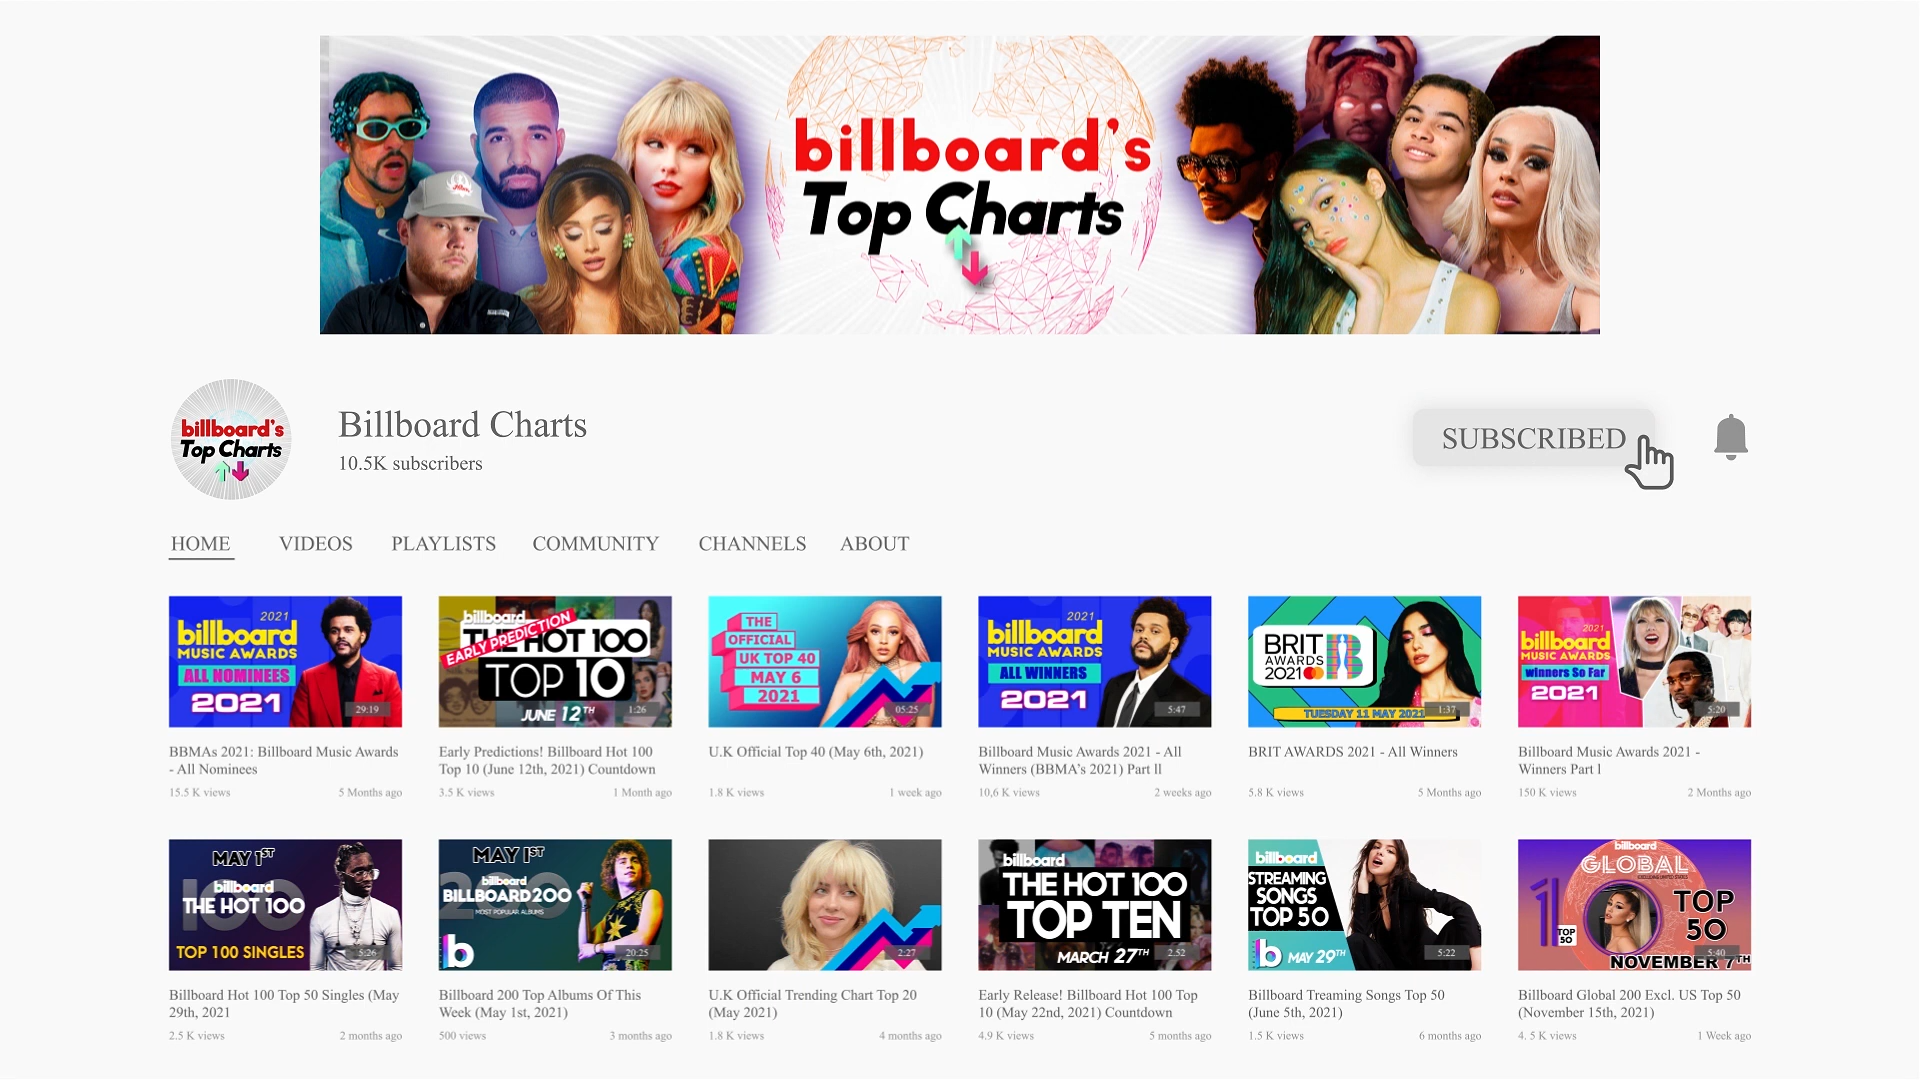 billboard's
Top Charts
billboard's
Top Charts
Billboard Charts
10.5K subscribers
SUBSCRIBED
HOME VIDEOS PLAYLISTS COMMUNITY CHANNELS ABOUT
2021
billboard
MUSIC AWARDS
ALL NOMINEES
2021
29:19
billboard
THE HOT 100
EARLY PREDICTION
TOP 10
JUNE 12TH
1:26
THE
OFFICIAL
UK TOP 40
MAY 6
2021
05:25
2021
billboard
MUSIC AWARDS
ALL WINNERS
2021
5:47
BRIT
AWARDS
2021
TUESDAY 11 MAY 2021
1:37
2021
billboard
MUSIC AWARDS
winners So Far
2021
5:20
BBMAs 2021: Billboard Music Awards
- All Nominees
15.5 K views 5 Months ago
Early Predictions! Billboard Hot 100
Top 10 (June 12th, 2021) Countdown
3.5 K views 1 Month ago
U.K Official Top 40 (May 6th, 2021)
1.8 K views 1 week ago
Billboard Music Awards 2021 - All
Winners (BBMA's 2021) Part ll
10,6 K views 2 weeks ago
BRIT AWARDS 2021 - All Winners
5.8 K views 5 Months ago
Billboard Music Awards 2021 -
Winners Part l
150 K views 2 Months ago
MAY 1ST
100
billboard
THE HOT 100
TOP 100 SINGLES
5:26
MAY 1ST
200
billboard
BILLBOARD 200
MOST POPULAR ALBUMS
b
20:25
2:27
billboard
THE HOT 100
TOP TEN
MARCH 27TH
2:52
billboard
STREAMING
SONGS
TOP 50
b MAY 29TH
5:22
billboard
GLOBAL
TOP
50
TOP
50
5:40
NOVEMBER 7TH
Billboard Hot 100 Top 50 Singles (May
29th, 2021
2.5 K views 2 months ago
Billboard 200 Top Albums Of This
Week (May 1st, 2021)
500 views 3 months ago
U.K Official Trending Chart Top 20
(May 2021)
1.8 K views 4 months ago
Early Release! Billboard Hot 100 Top
10 (May 22nd, 2021) Countdown
4.9 K views 5 months ago
Billboard Treaming Songs Top 50
(June 5th, 2021)
1.5 K views 6 months ago
Billboard Global 200 Excl. US Top 50
(November 15th, 2021)
4. 5 K views 1 Week ago